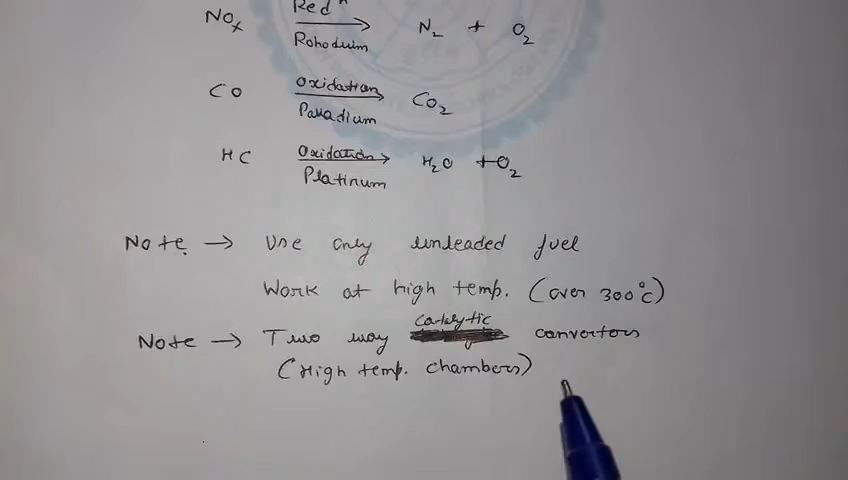 Redⁿ
NOx → N2 + O2
Rohoduim
Oxidation
CO → CO2
Palladium
Oxidation
HC → H2O + O2
Platinum
Note → Use only unleaded fuel
Work at high temp. (over 300°C)
Note → Two way catalytic convertors
(High temp. chambers)